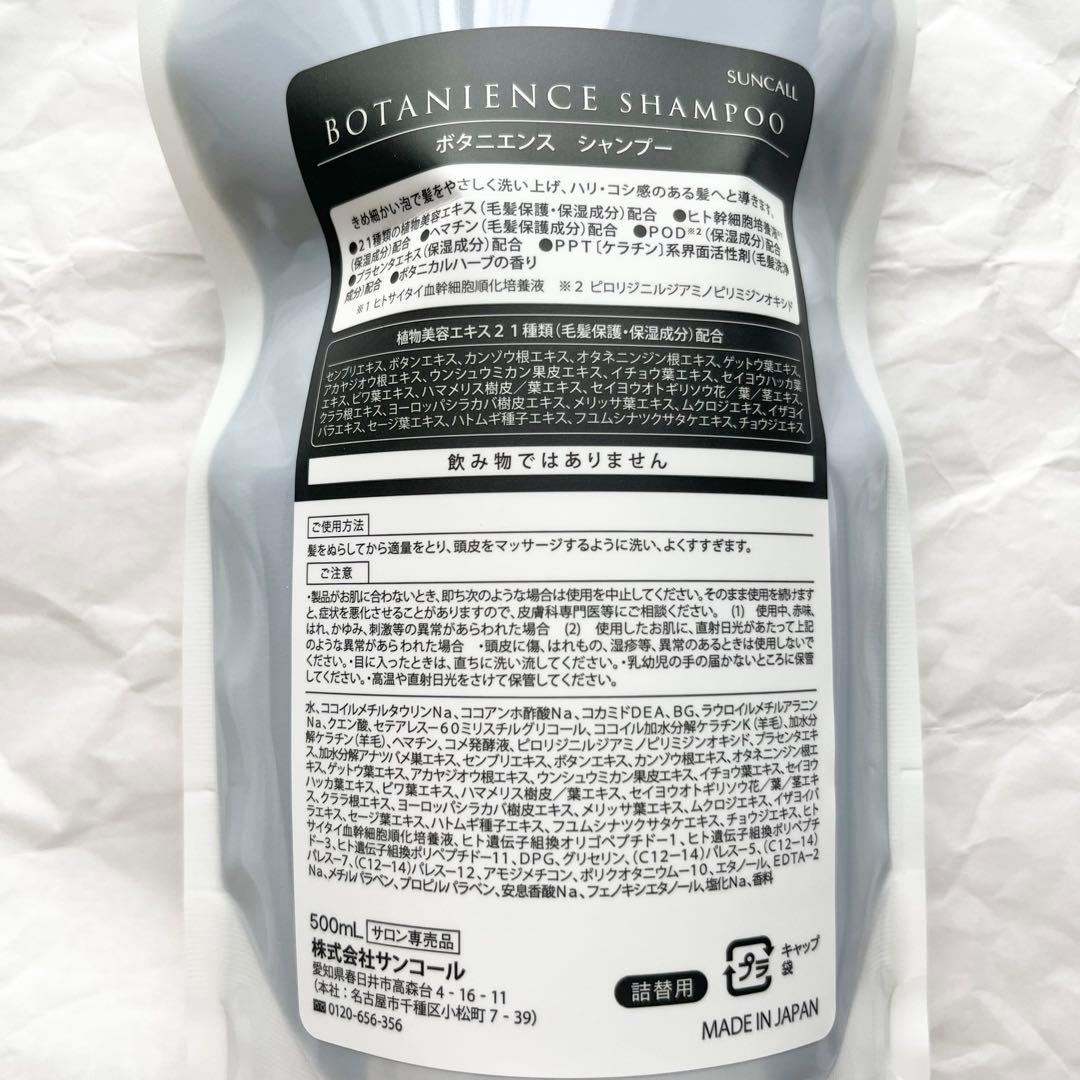 SUNCALL
BOTANIENCE SHAMPOO
ボタニエンス シャンプー
きめ細かい泡で髪をやさしく洗い上げ、ハリ・コシ感のある髪へと導きます。
●21種類の植物美容エキス(毛髪保護・保湿成分)配合 ●ヒト幹細胞培養液※1
(保湿成分)配合 ●ヘマチン(毛髪保護成分)配合 ●POD※2(保湿成分)配合
●プラセンタエキス(保湿成分)配合 ●PPT〔ケラチン〕系界面活性剤(毛髪洗浄
成分)配合 ●ボタニカルハーブの香り
※1 ヒトサイタイ血幹細胞順化培養液 ※2 ピロリジニルジアミノピリミジンオキシド
植物美容エキス21種類(毛髪保護・保湿成分)配合
センブリエキス、ボタンエキス、カンゾウ根エキス、オタネニンジン根エキス、ゲットウ葉エキス、
アカヤジオウ根エキス、ウンシュウミカン果皮エキス、イチョウ葉エキス、セイヨウハッカ葉
エキス、ビワ葉エキス、ハマメリス樹皮/葉エキス、セイヨウオトギリソウ花/葉/茎エキス、
クララ根エキス、ヨーロッパシラカバ樹皮エキス、メリッサ葉エキス、ムクロジエキス、イザヨイ
バラエキス、セージ葉エキス、ハトムギ種子エキス、フユムシナツクサタケエキス、チョウジエキス
飲み物ではありません
ご使用方法
髪をぬらしてから適量をとり、頭皮をマッサージするように洗い、よくすすぎます。
ご注意
・製品がお肌に合わないとき、即ち次のような場合は使用を中止してください。そのまま使用を続けます
と、症状を悪化させることがありますので、皮膚科専門医等にご相談ください。 (1) 使用中、赤味、
はれ、かゆみ、刺激等の異常があらわれた場合 (2) 使用したお肌に、直射日光があたって上記
のような異常があらわれた場合 ・頭皮に傷、はれもの、湿疹等、異常のあるときは使用しないで
ください。・目に入ったときは、直ちに洗い流してください。・乳幼児の手の届かないところに保管
してください。・高温や直射日光をさけて保管してください。
水、ココイルメチルタウリンNa、ココアンホ酢酸Na、コカミドDEA、BG、ラウロイルメチルアラニン
Na、クエン酸、セテアレス-60ミリスチルグリコール、ココイル加水分解ケラチンK(羊毛)、加水分
解ケラチン(羊毛)、ヘマチン、コメ発酵液、ピロリジニルジアミノピリミジンオキシド、プラセンタエキ
ス、加水分解アナツバメ巣エキス、センブリエキス、ボタンエキス、カンゾウ根エキス、オタネニンジン根エ
キス、ゲットウ葉エキス、アカヤジオウ根エキス、ウンシュウミカン果皮エキス、イチョウ葉エキス、セイヨウ
ハッカ葉エキス、ビワ葉エキス、ハマメリス樹皮/葉エキス、セイヨウオトギリソウ花/葉/茎エキ
ス、クララ根エキス、ヨーロッパシラカバ樹皮エキス、メリッサ葉エキス、ムクロジエキス、イザヨイバ
ラエキス、セージ葉エキス、ハトムギ種子エキス、フユムシナツクサタケエキス、チョウジエキス、ヒト
サイタイ血幹細胞順化培養液、ヒト遺伝子組換オリゴペプチド-1、ヒト遺伝子組換ポリペプチ
ド-3、ヒト遺伝子組換ポリペプチド-11、DPG、グリセリン、(C12-14)パレス-5、(C12-14)
パレス-7、(C12-14)パレス-12、アモジメチコン、ポリクオタニウム-10、エタノール、EDTA-2
Na、メチルパラベン、プロピルパラベン、安息香酸Na、フェノキシエタノール、塩化Na、香料
500mL サロン専売品
株式会社サンコール
愛知県春日井市高森台4-16-11
(本社:名古屋市千種区小松町7-39)
0120-656-356
詰替用
プラ
キャップ
袋
MADE IN JAPAN